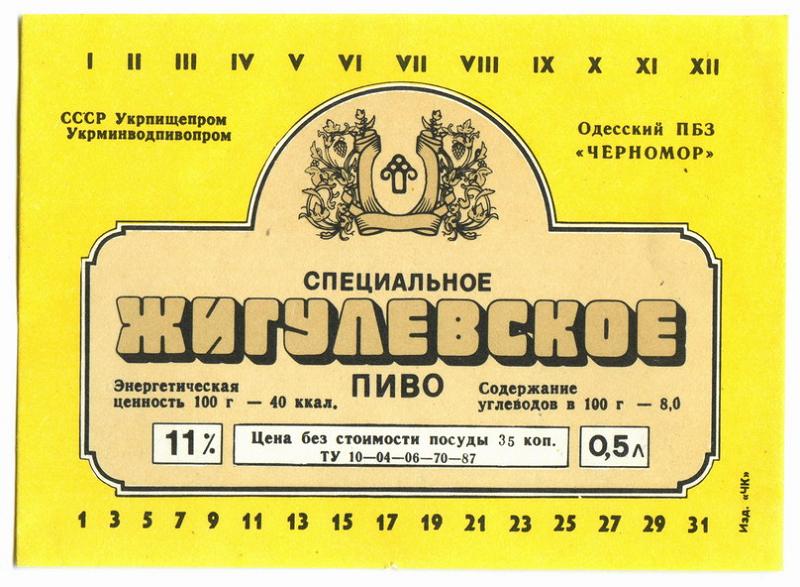 I II III IV V VI VII VIII IX X XI XII
СССР Укрпищепром
Укрминводпивопром
Одесский ПБЗ
«ЧЕРНОМОР»
СПЕЦИАЛЬНОЕ
ЖИГУЛЕВСКОЕ
ПИВО
Энергетическая
ценность 100 г — 40 ккал.
Содержание
углеводов в 100 г — 8,0
11%
Цена без стоимости посуды 35 коп.
ТУ 10—04—06—70—87
0,5л
1 3 5 7 9 11 13 15 17 19 21 23 25 27 29 31
Изд. «ЧК»